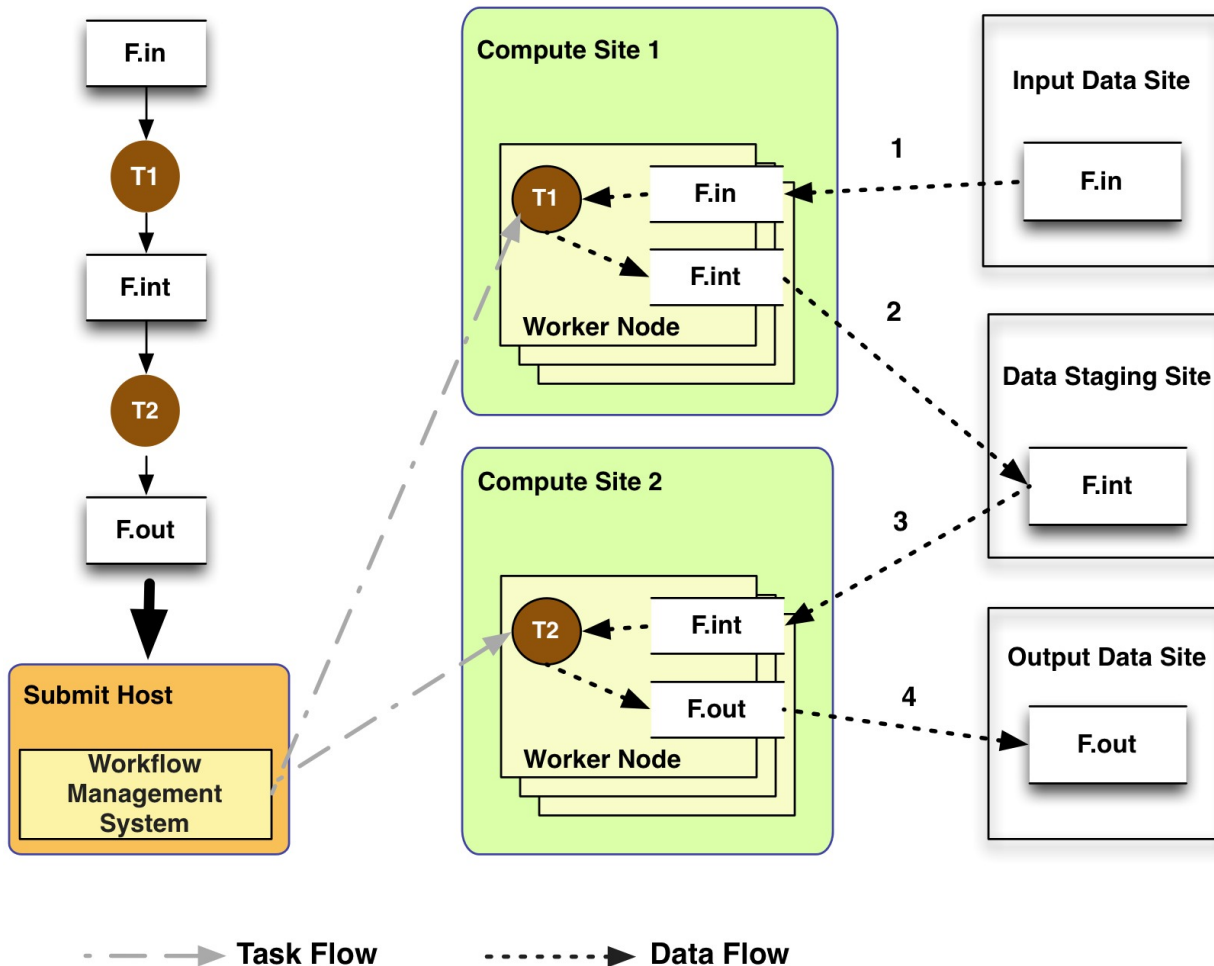 F.in
T1
F.int
T2
F.out
Submit Host
Workflow
Management
System
Compute Site 1
T1
F.in
F.int
Worker Node
Compute Site 2
T2
F.int
F.out
Worker Node
1
2
3
4
Input Data Site
F.in
Data Staging Site
F.int
Output Data Site
F.out
Task Flow
Data Flow